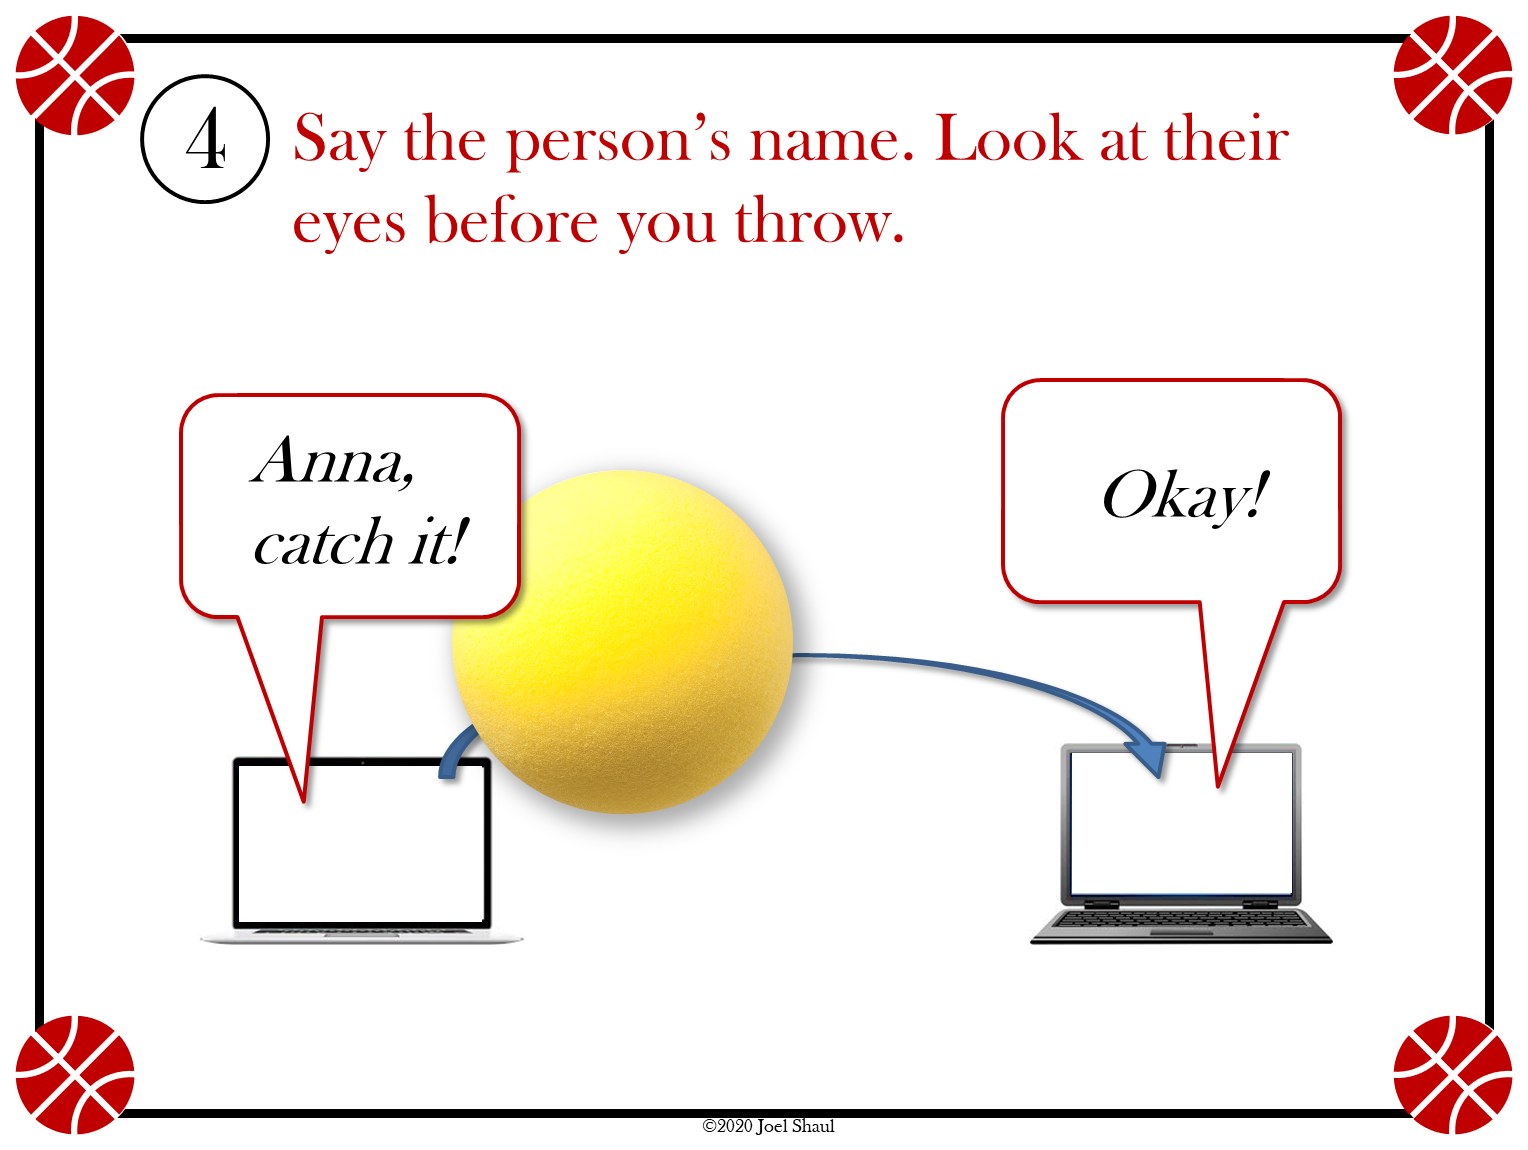 4
Say the person’s name. Look at their
eyes before you throw.
Anna,
catch it!
Okay!
©2020 Joel Shaul